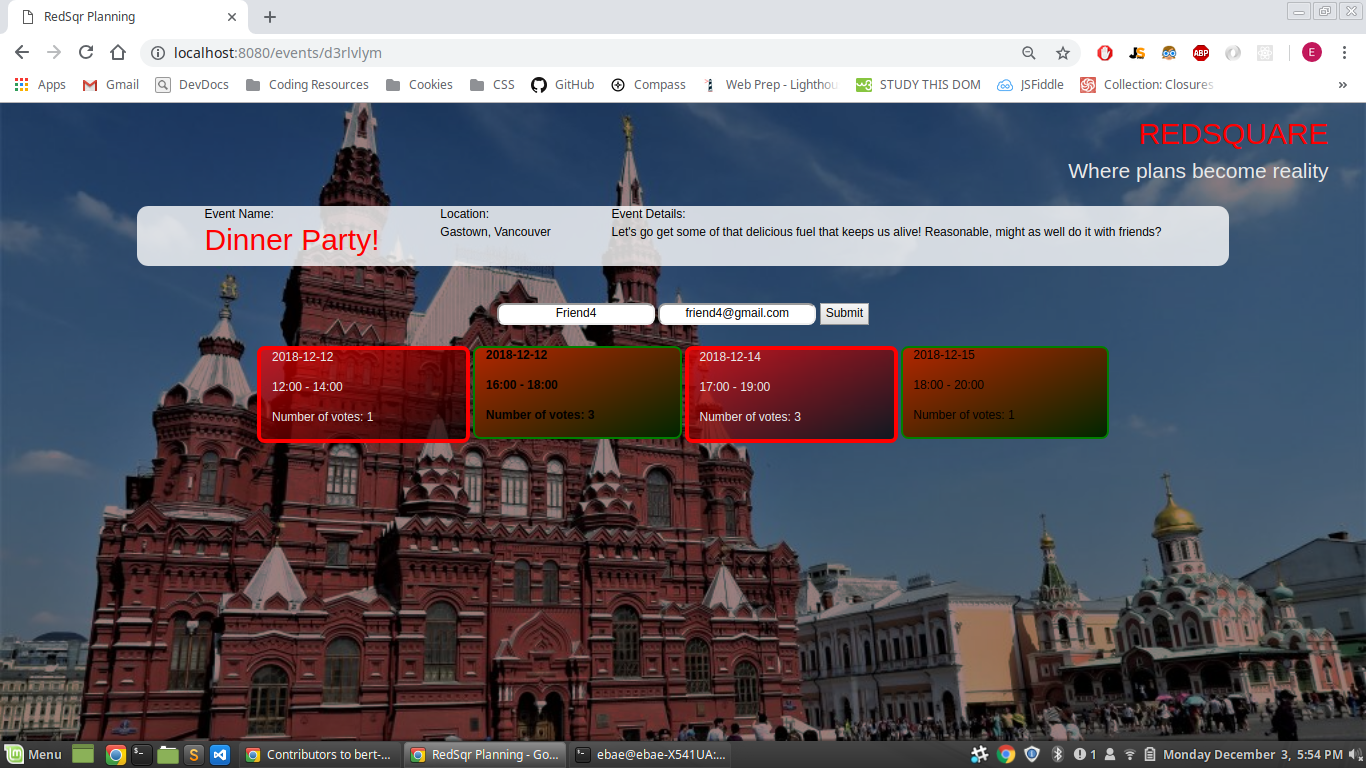 RedSqr Planning
localhost:8080/events/d3rlvlym
Apps Gmail DevDocs Coding Resources Cookies CSS GitHub Compass Web Prep - Lighthou STUDY THIS DOM JSFiddle Collection: Closures
REDSQUARE
Where plans become reality
Event Name: Location: Event Details:
Dinner Party! Gastown, Vancouver Let's go get some of that delicious fuel that keeps us alive! Reasonable, might as well do it with friends?
Friend4 friend4@gmail.com Submit
2018-12-12
12:00 - 14:00
Number of votes: 1
2018-12-12
16:00 - 18:00
Number of votes: 3
2018-12-14
17:00 - 19:00
Number of votes: 3
2018-12-15
18:00 - 20:00
Number of votes: 1
Menu Contributors to bert-... RedSqr Planning - Go... ebae@ebae-X541UA:... 1 Monday December 3, 5:54 PM